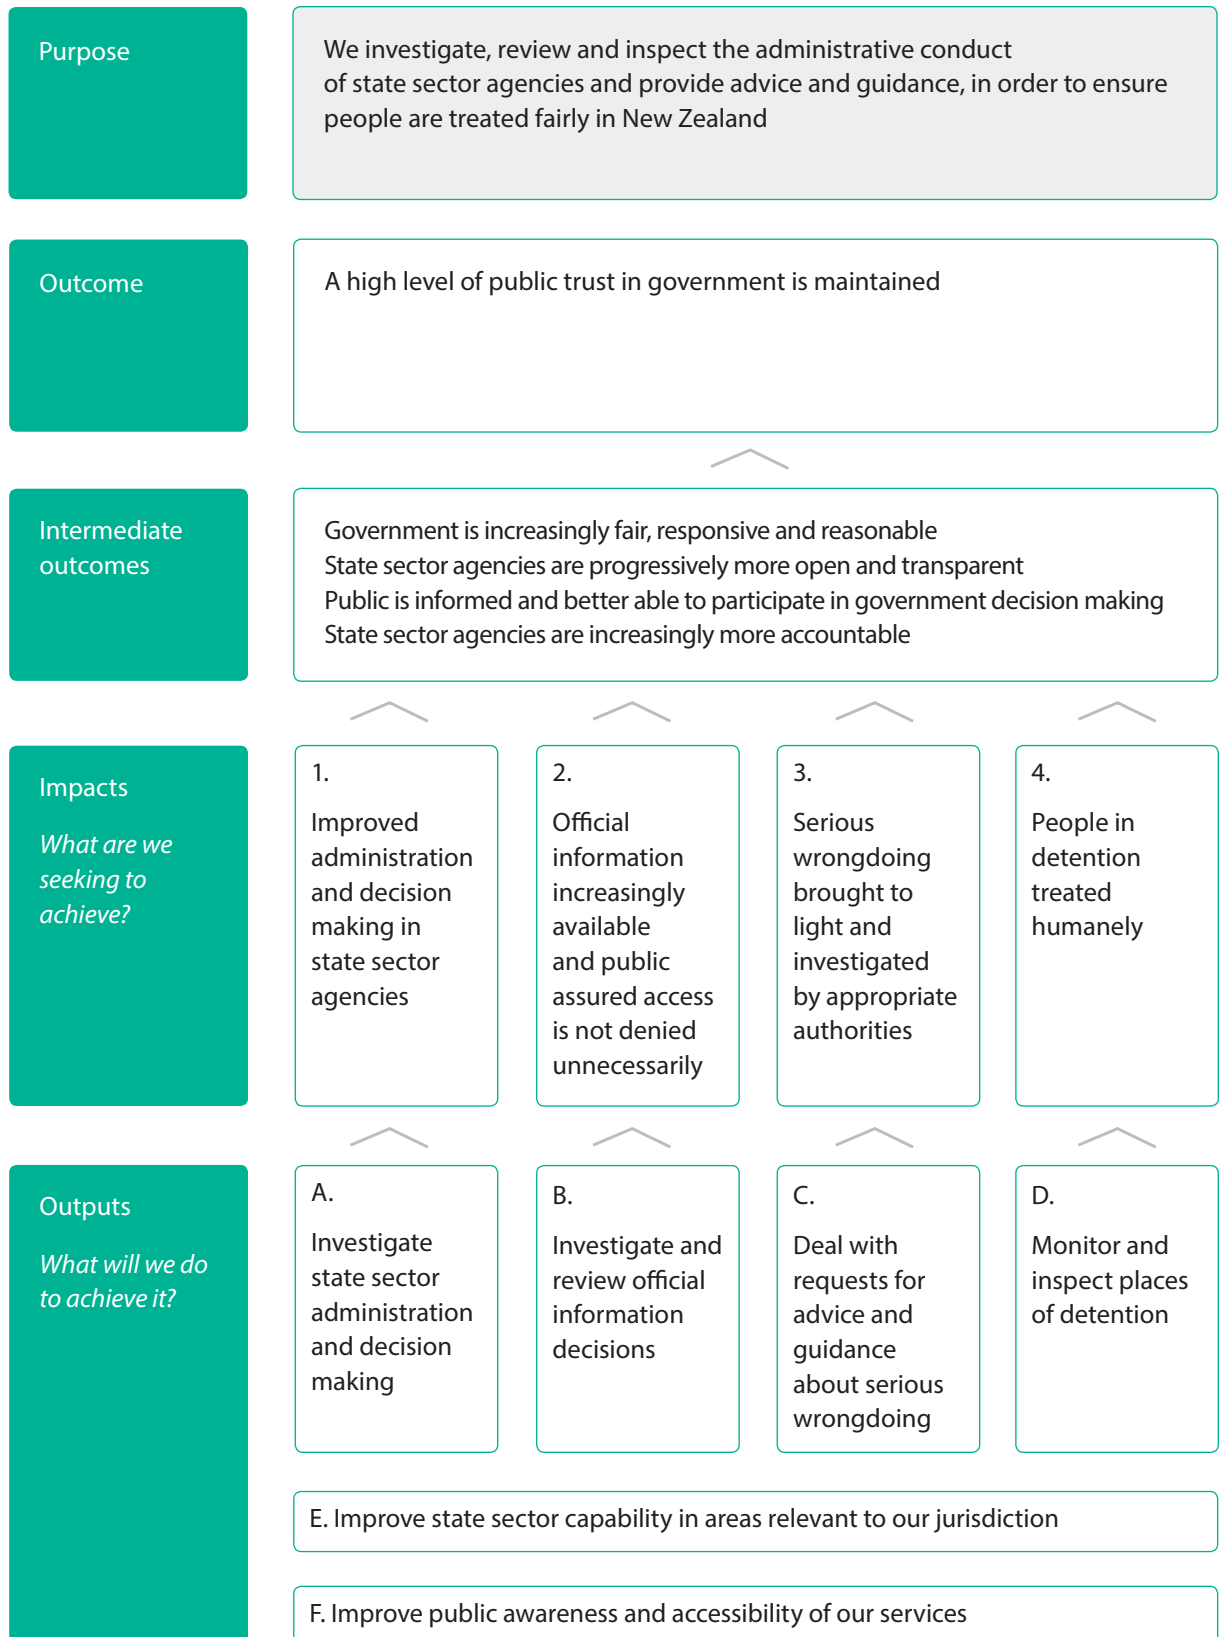 Purpose
We investigate, review and inspect the administrative conduct
of state sector agencies and provide advice and guidance, in order to ensure
people are treated fairly in New Zealand
Outcome
A high level of public trust in government is maintained
Intermediate
outcomes
Government is increasingly fair, responsive and reasonable
State sector agencies are progressively more open and transparent
Public is informed and better able to participate in government decision making
State sector agencies are increasingly more accountable
Impacts
What are we
seeking to
achieve?
1.
Improved
administration
and decision
making in
state sector
agencies
2.
Official
information
increasingly
available
and public
assured access
is not denied
unnecessarily
3.
Serious
wrongdoing
brought to
light and
investigated
by appropriate
authorities
4.
People in
detention
treated
humanely
Outputs
What will we do
to achieve it?
A.
Investigate
state sector
administration
and decision
making
B.
Investigate and
review official
information
decisions
C.
Deal with
requests for
advice and
guidance
about serious
wrongdoing
D.
Monitor and
inspect places
of detention
E. Improve state sector capability in areas relevant to our jurisdiction
F. Improve public awareness and accessibility of our services